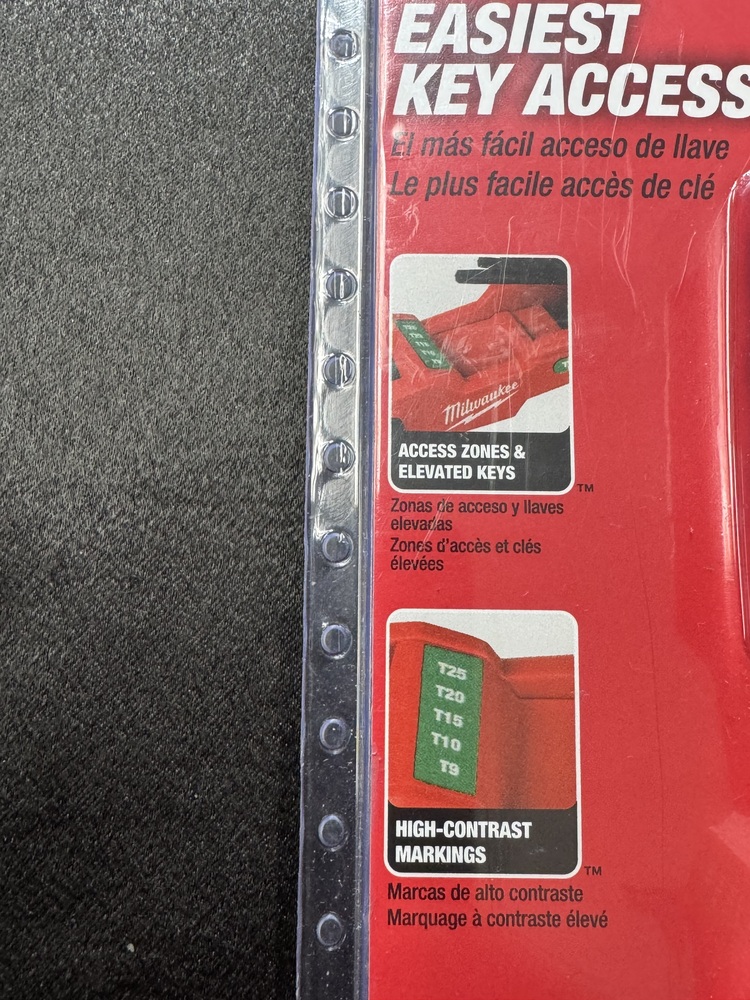 EASIEST
KEY ACCESS
El más fácil acceso de llave
Le plus facile accès de clé
Milwaukee
ACCESS ZONES &
ELEVATED KEYS
TM
Zonas de acceso y llaves
elevadas
Zones d'accès et clés
élevées
T25
T20
T15
T10
T9
HIGH-CONTRAST
MARKINGS
TM
Marcas de alto contraste
Marquage à contraste élevé